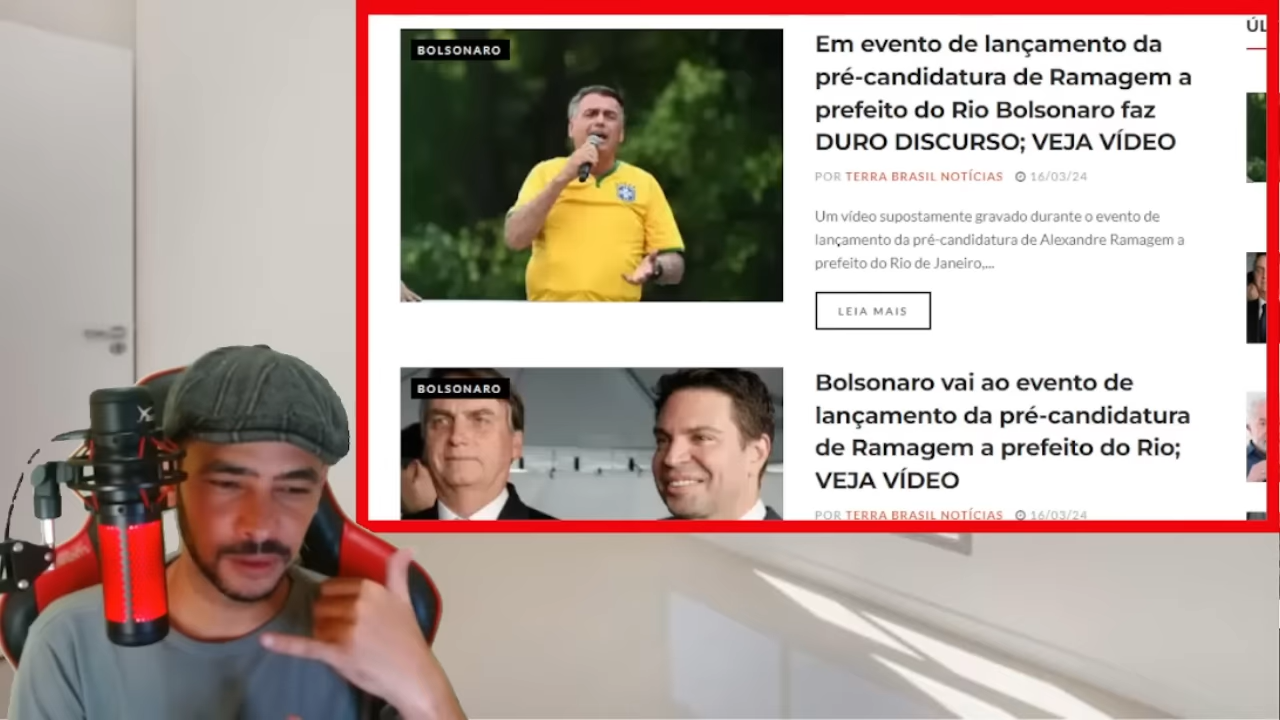 BOLSONARO
Em evento de lançamento da
pré-candidatura de Ramagem a
prefeito do Rio Bolsonaro faz
DURO DISCURSO; VEJA VÍDEO
POR TERRA BRASIL NOTÍCIAS 16/03/24
Um vídeo supostamente gravado durante o evento de
lançamento da pré-candidatura de Alexandre Ramagem a
prefeito do Rio de Janeiro,...
LEIA MAIS
BOLSONARO
Bolsonaro vai ao evento de
lançamento da pré-candidatura
de Ramagem a prefeito do Rio;
VEJA VÍDEO
POR TERRA BRASIL NOTÍCIAS 16/03/24
ÚL